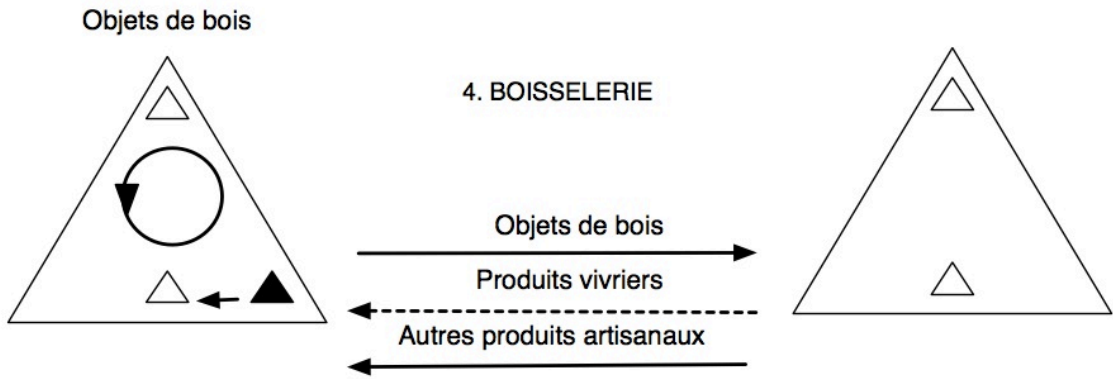 Objets de bois
4. BOISSELERIE
Objets de bois
Produits vivriers
Autres produits artisanaux